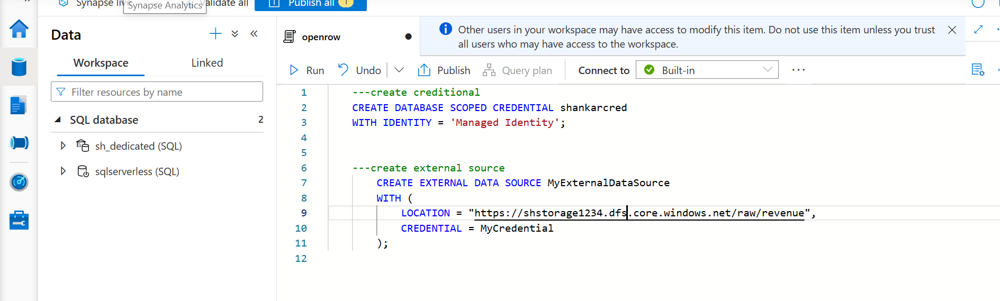 Synapse live
Synapse Analytics
Validate all
Publish all
1
Data
Workspace
Linked
Filter resources by name
SQL database
2
sh_dedicated (SQL)
sqlserverless (SQL)
openrow
Other users in your workspace may have access to modify this item. Do not use this item unless you trust
all users who may have access to the workspace.
Run
Undo
Publish
Query plan
Connect to
Built-in
1 ---create creditional
2 CREATE DATABASE SCOPED CREDENTIAL shankarcred
3 WITH IDENTITY = 'Managed Identity';
4
5
6 ---create external source
7 CREATE EXTERNAL DATA SOURCE MyExternalDataSource
8 WITH (
9 LOCATION = "https://shstorage1234.dfs.core.windows.net/raw/revenue",
10 CREDENTIAL = MyCredential
11 );
12